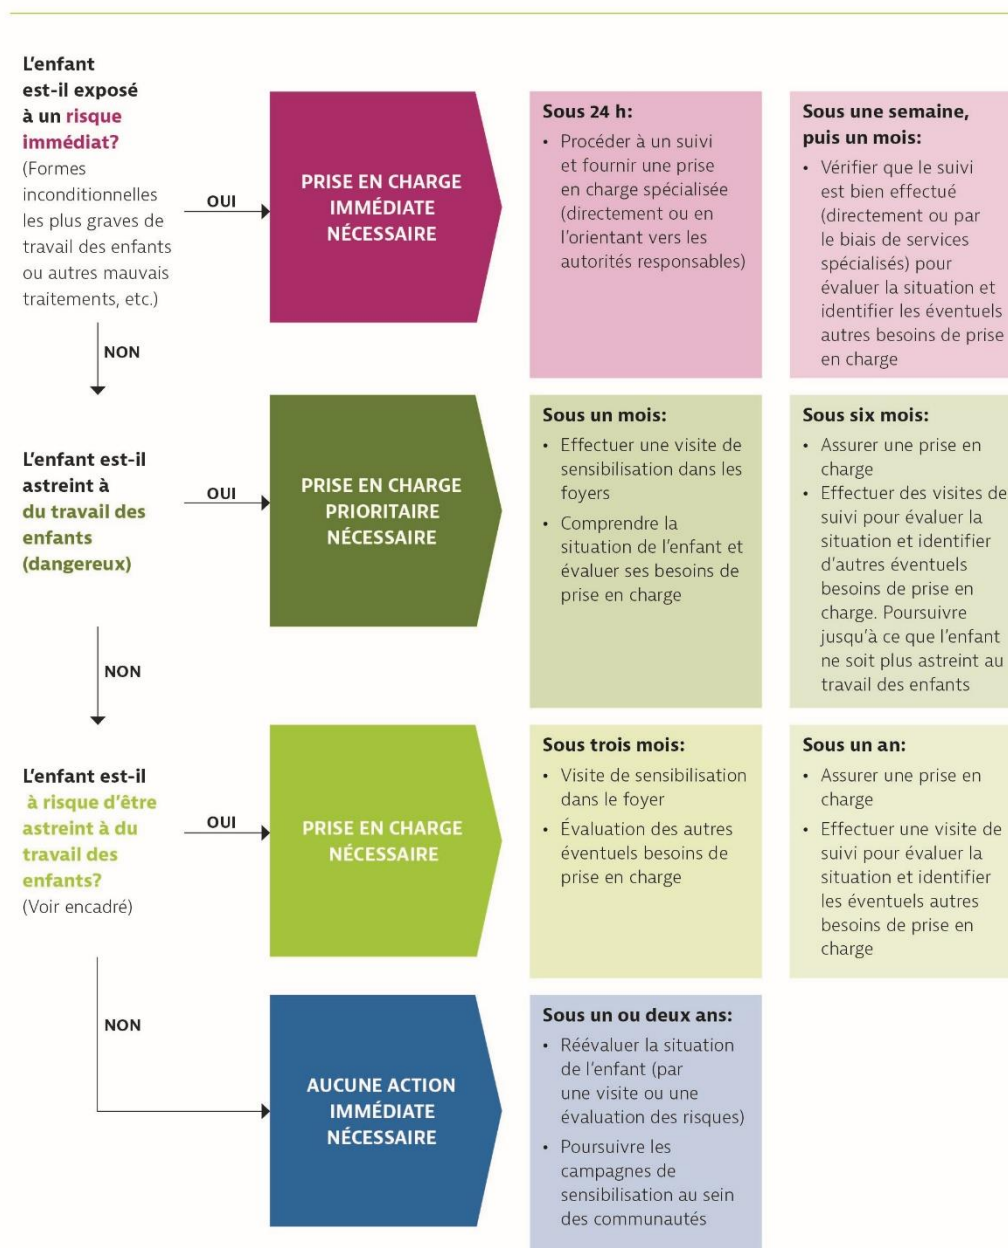 L'enfant
est-il exposé
à un risque
immédiat?
(Formes
inconditionnelles
les plus graves de
travail des enfants
ou autres mauvais
traitements, etc.)
OUI
PRISE EN CHARGE
IMMÉDIATE
NÉCESSAIRE
Sous 24 h:
• Procéder à un suivi
et fournir une prise
en charge spécialisée
(directement ou en
l'orientant vers les
autorités responsables)
Sous une semaine,
puis un mois:
• Vérifier que le suivi
est bien effectué
(directement ou par
le biais de services
spécialisés) pour
évaluer la situation et
identifier les éventuels
autres besoins de prise
en charge
NON
L'enfant est-il
astreint à
du travail des
enfants
(dangereux)
OUI
PRISE EN CHARGE
PRIORITAIRE
NÉCESSAIRE
Sous un mois:
• Effectuer une visite de
sensibilisation dans les
foyers
• Comprendre la
situation de l'enfant et
évaluer ses besoins de
prise en charge
Sous six mois:
• Assurer une prise en
charge
• Effectuer des visites de
suivi pour évaluer la
situation et identifier
d'autres éventuels
besoins de prise en
charge. Poursuivre
jusqu'à ce que l'enfant
ne soit plus astreint au
travail des enfants
NON
L'enfant est-il
à risque d'être
astreint à du
travail des
enfants?
(Voir encadré)
OUI
PRISE EN CHARGE
NÉCESSAIRE
Sous trois mois:
• Visite de sensibilisation
dans le foyer
• Évaluation des autres
éventuels besoins de
prise en charge
Sous un an:
• Assurer une prise en
charge
• Effectuer une visite de
suivi pour évaluer la
situation et identifier
les éventuels autres
besoins de prise en
charge
NON
AUCUNE ACTION
IMMÉDIATE
NÉCESSAIRE
Sous un ou deux ans:
• Réévaluer la situation
de l'enfant (par
une visite ou une
évaluation des risques)
• Poursuivre les
campagnes de
sensibilisation au sein
des communautés